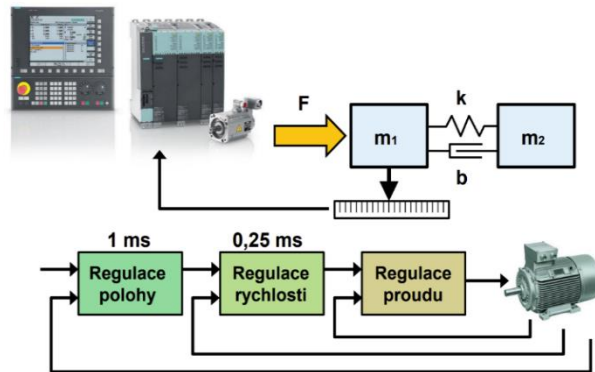 F
k
m1
m2
b
1 ms
0,25 ms
Regulace
polohy
Regulace
rychlosti
Regulace
proudu